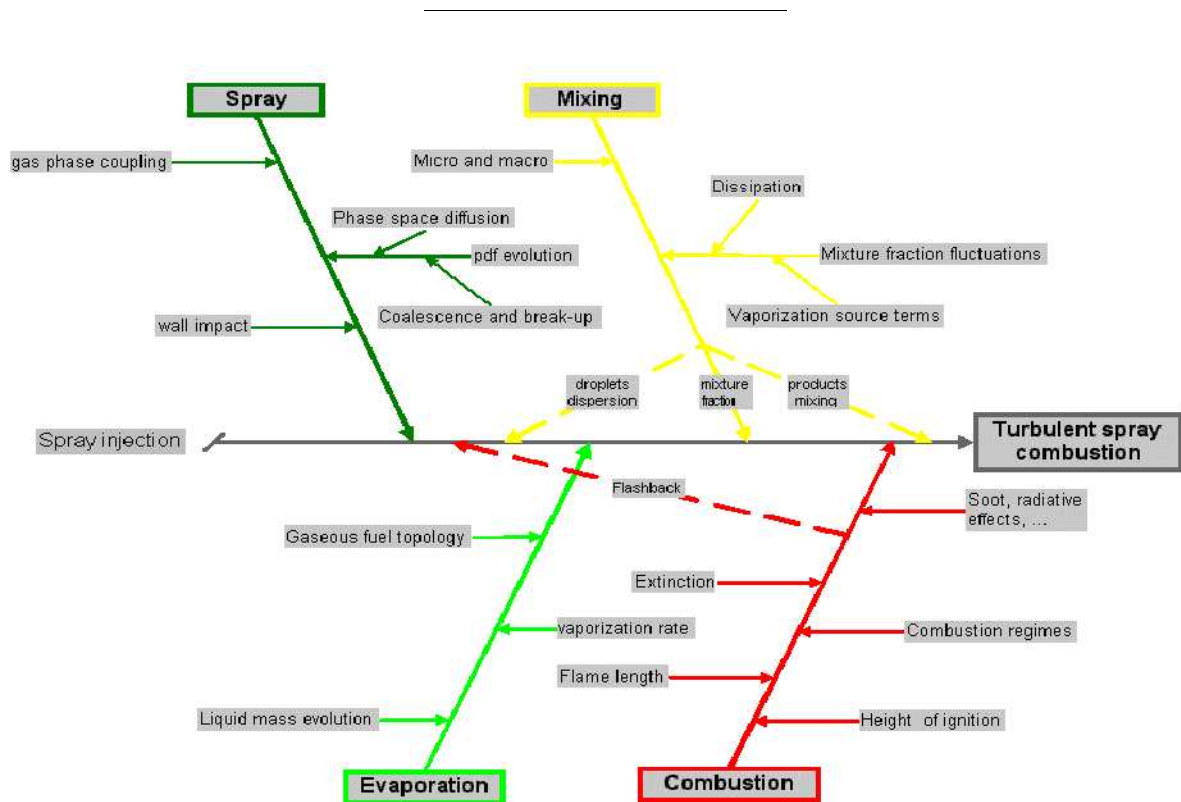 Spray
Mixing
gas phase coupling
Micro and macro
Dissipation
Phase space diffusion
pdf evolution
Mixture fraction fluctuations
Coalescence and break-up
Vaporization source terms
wall impact
droplets
dispersion
mixture
fraction
products
mixing
Spray injection
Turbulent spray
combustion
Flashback
Soot, radiative
effects, ...
Gaseous fuel topology
Extinction
vaporization rate
Combustion regimes
Flame length
Liquid mass evolution
Height of ignition
Evaporation
Combustion